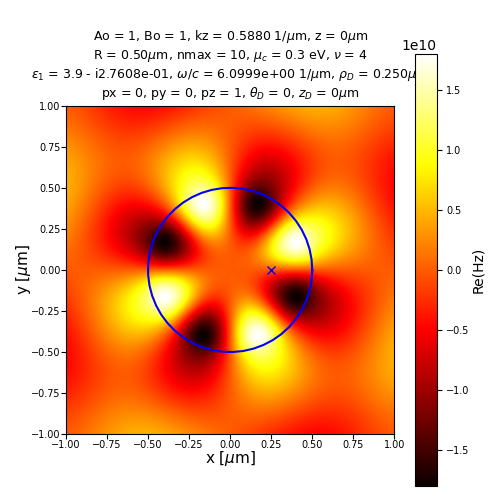 Ao = 1, Bo = 1, kz = 0.5880 1/μm, z = 0μm
R = 0.50μm, nmax = 10, μc = 0.3 eV, ν = 4
ε1 = 3.9 - i2.7608e-01, ω/c = 6.0999e+00 1/μm, ρD = 0.250μ
px = 0, py = 0, pz = 1, θD = 0, zD = 0μm
1e10
1.00
0.75
0.50
0.25
0.00
−0.25
−0.50
−0.75
−1.00
y [μm]
−1.00 −0.75 −0.50 −0.25 0.00 0.25 0.50 0.75 1.00
x [μm]
1.5
1.0
0.5
0.0
−0.5
−1.0
−1.5
Re(Hz)